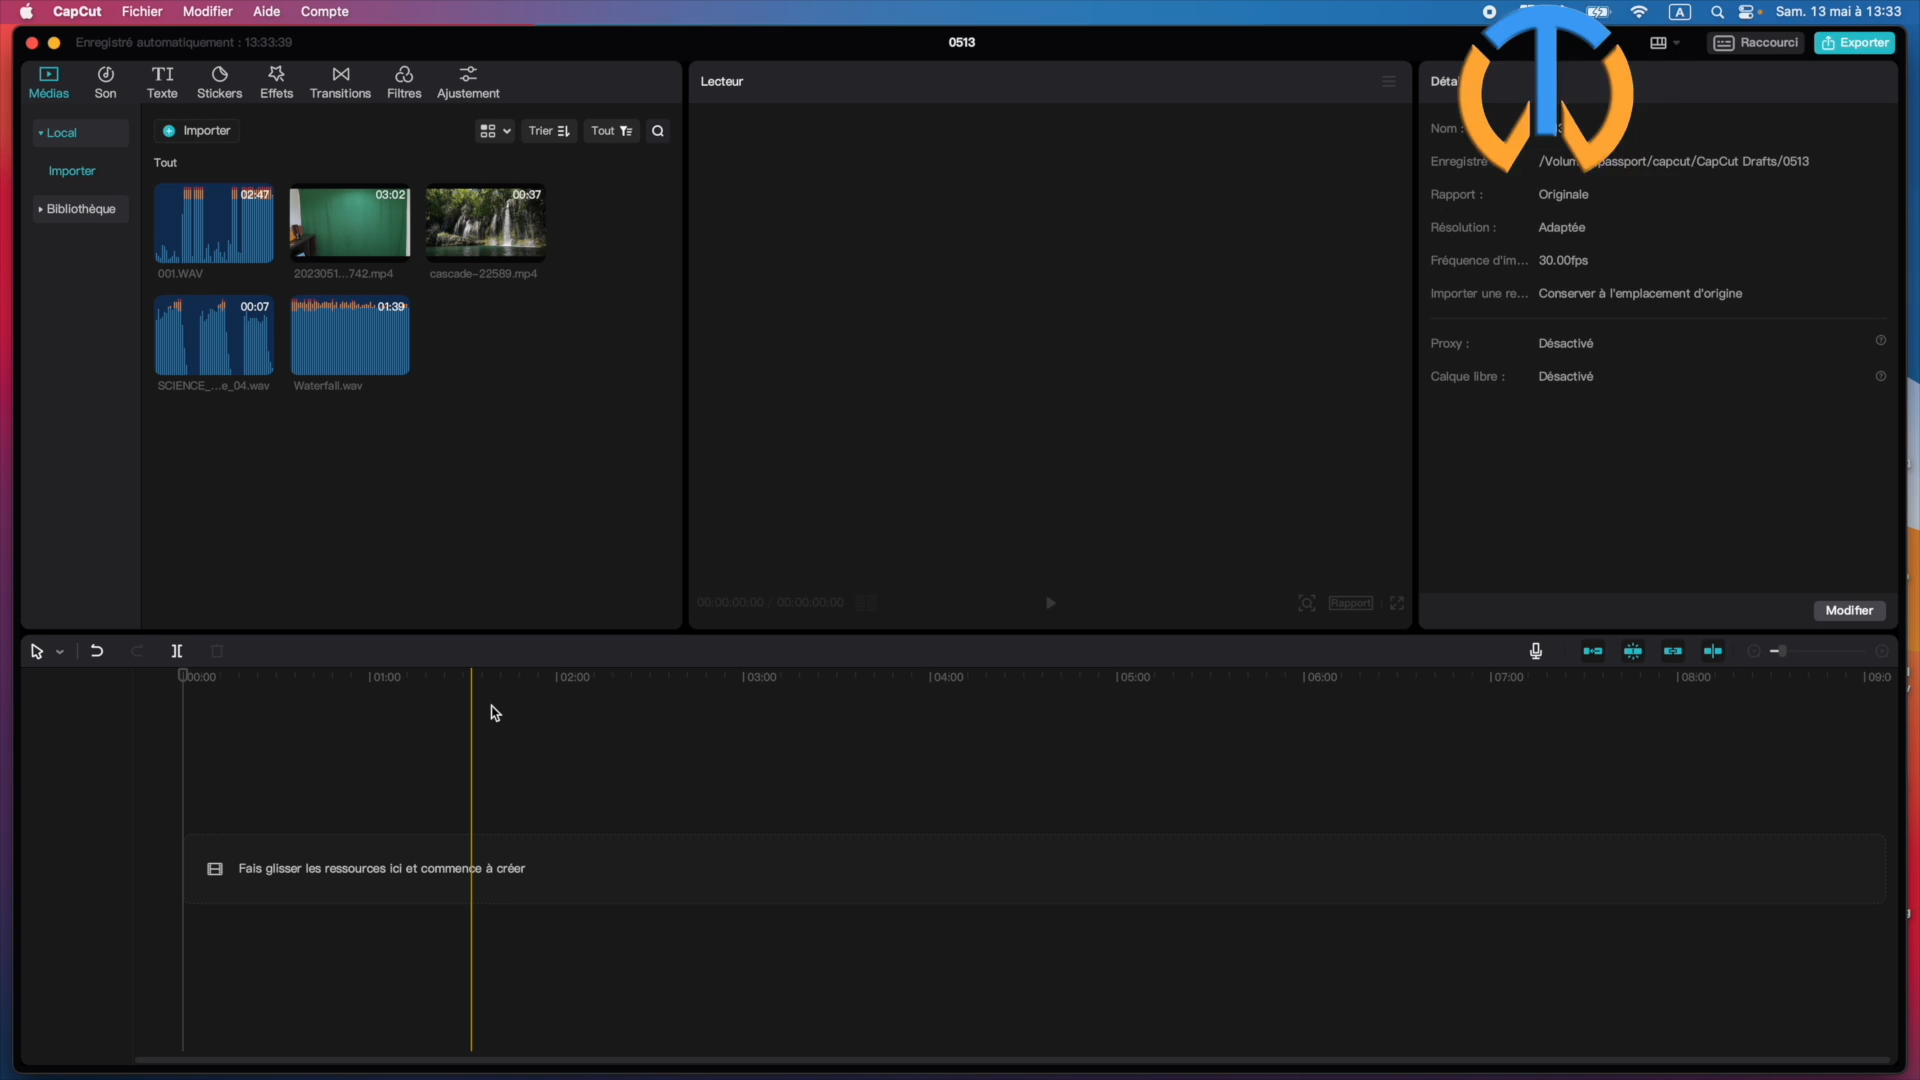 CapCut Fichier Modifier Aide Compte
A Sam. 13 mai à 13:33
Enregistré automatiquement : 13:33:39
0513
Raccourci Exporter
Médias Son Texte Stickers Effets Transitions Filtres Ajustement
Lecteur
Local
Importer
Bibliothèque
Importer
Trier Tout
Tout
02:47 03:02 00:37
001.WAV 2023051...742.mp4 cascade-22589.mp4
00:07 01:39
SCIENCE_...e_04.wav Waterfall.wav
Nom :
Enregistré /Volum passport/capcut/CapCut Drafts/0513
Rapport : Originale
Résolution : Adaptée
Fréquence d'im... 30.00fps
Importer une re... Conserver à l'emplacement d'origine
Proxy : Désactivé
Calque libre : Désactivé
00:00:00:00 / 00:00:00:00
Rapport
Modifier
00:00 01:00 02:00 03:00 04:00 05:00 06:00 07:00 08:00 09:0
Fais glisser les ressources ici et commence à créer